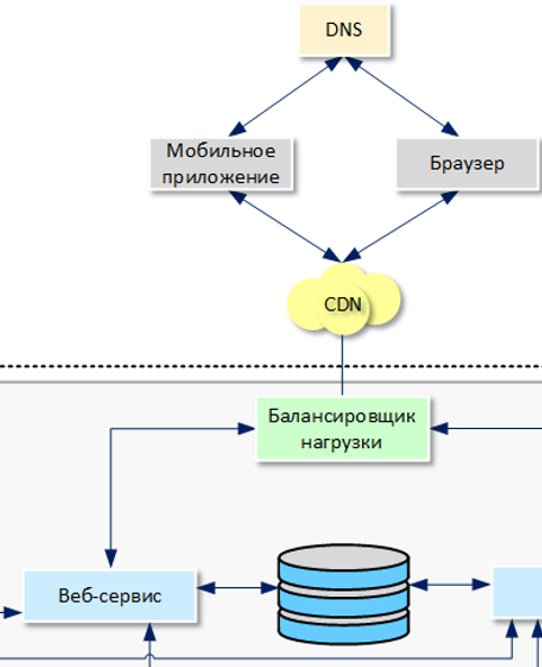 DNS
Мобильное
приложение
Браузер
CDN
Балансировщик
нагрузки
Веб-сервис